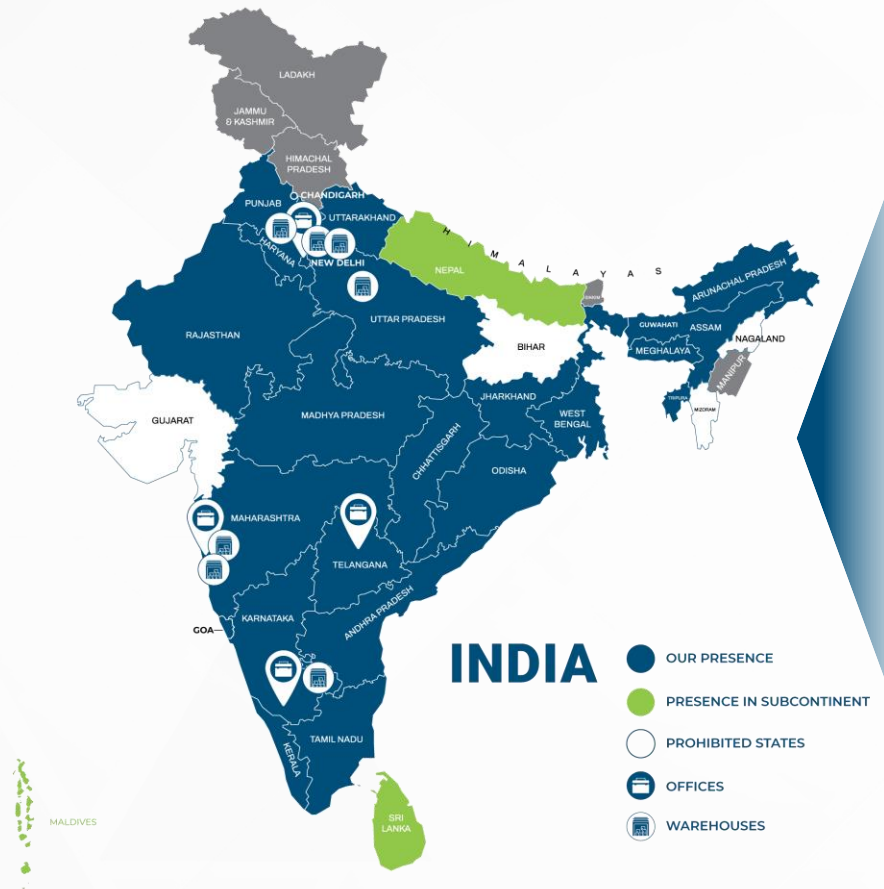 LADAKH
JAMMU
& KASHMIR
HIMACHAL
PRADESH
CHANDIGARH
PUNJAB
UTTARAKHAND
HARYANA
NEW DELHI
HIMALAYAS
NEPAL
SIKKIM
ARUNACHAL PRADESH
RAJASTHAN
UTTAR PRADESH
BIHAR
GUWAHATI
ASSAM
NAGALAND
MEGHALAYA
MANIPUR
TRIPURA
MIZORAM
GUJARAT
MADHYA PRADESH
JHARKHAND
WEST
BENGAL
CHHATTISGARH
ODISHA
MAHARASHTRA
TELANGANA
ANDHRA PRADESH
KARNATAKA
GOA
TAMIL NADU
KERALA
SRI
LANKA
MALDIVES
INDIA
OUR PRESENCE
PRESENCE IN SUBCONTINENT
PROHIBITED STATES
OFFICES
WAREHOUSES